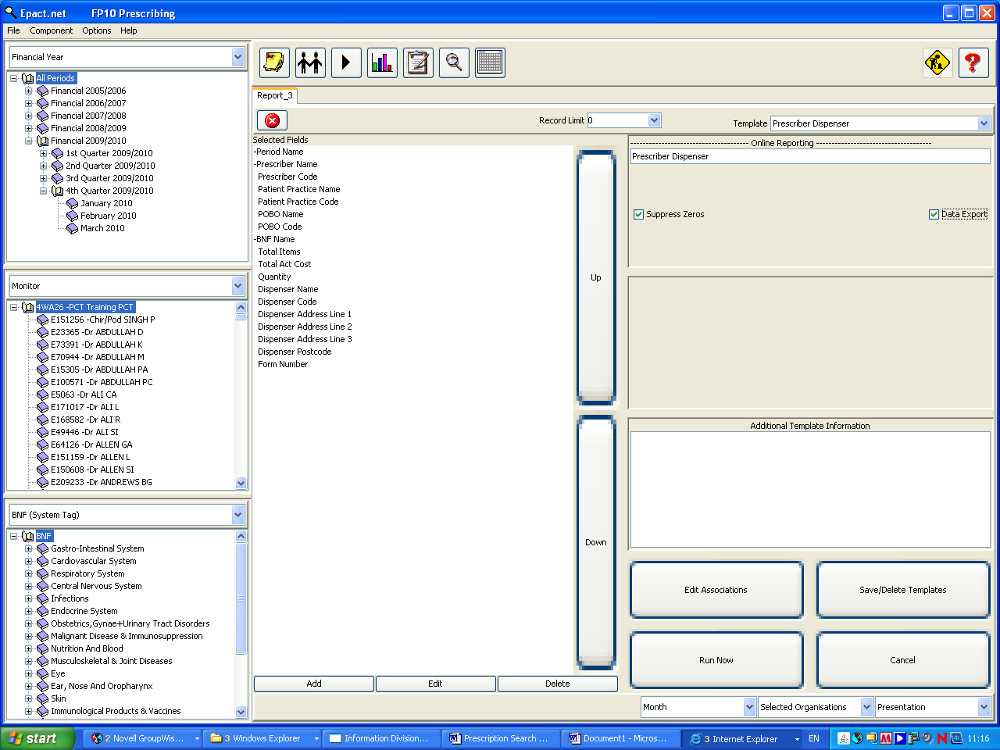 Epact.net FP10 Prescribing
File Component Options Help
Financial Year
All Periods
Financial 2005/2006
Financial 2006/2007
Financial 2007/2008
Financial 2008/2009
Financial 2009/2010
1st Quarter 2009/2010
2nd Quarter 2009/2010
3rd Quarter 2009/2010
4th Quarter 2009/2010
January 2010
February 2010
March 2010
Monitor
4WA26 -PCT Training PCT
E151256 -Chir/Pod SINGH P
E23365 -Dr ABDULLAH D
E73391 -Dr ABDULLAH K
E70944 -Dr ABDULLAH M
E15305 -Dr ABDULLAH PA
E100571 -Dr ABDULLAH PC
E5063 -Dr ALI CA
E171017 -Dr ALI L
E168582 -Dr ALI R
E49446 -Dr ALI SI
E64126 -Dr ALLEN GA
E151159 -Dr ALLEN L
E150608 -Dr ALLEN SI
E209233 -Dr ANDREWS BG
BNF (System Tag)
BNF
Gastro-Intestinal System
Cardiovascular System
Respiratory System
Central Nervous System
Infections
Endocrine System
Obstetrics,Gynae+Urinary Tract Disorders
Malignant Disease & Immunosuppression
Nutrition And Blood
Musculoskeletal & Joint Diseases
Eye
Ear, Nose And Oropharynx
Skin
Immunological Products & Vaccines
Report_3
Record Limit 0
Template Prescriber Dispenser
Selected Fields
-Period Name
-Prescriber Name
Prescriber Code
Patient Practice Name
Patient Practice Code
POBO Name
POBO Code
-BNF Name
Total Items
Total Act Cost
Quantity
Dispenser Name
Dispenser Code
Dispenser Address Line 1
Dispenser Address Line 2
Dispenser Address Line 3
Dispenser Postcode
Form Number
Up
Down
Add Edit Delete
Online Reporting
Prescriber Dispenser
Suppress Zeros Data Export
Additional Template Information
Edit Associations Save/Delete Templates
Run Now Cancel
Month Selected Organisations Presentation
start 2 Novell GroupWis... 3 Windows Explorer Information Division... Prescription Search ... Document1 - Micros... 3 Internet Explorer EN 11:16